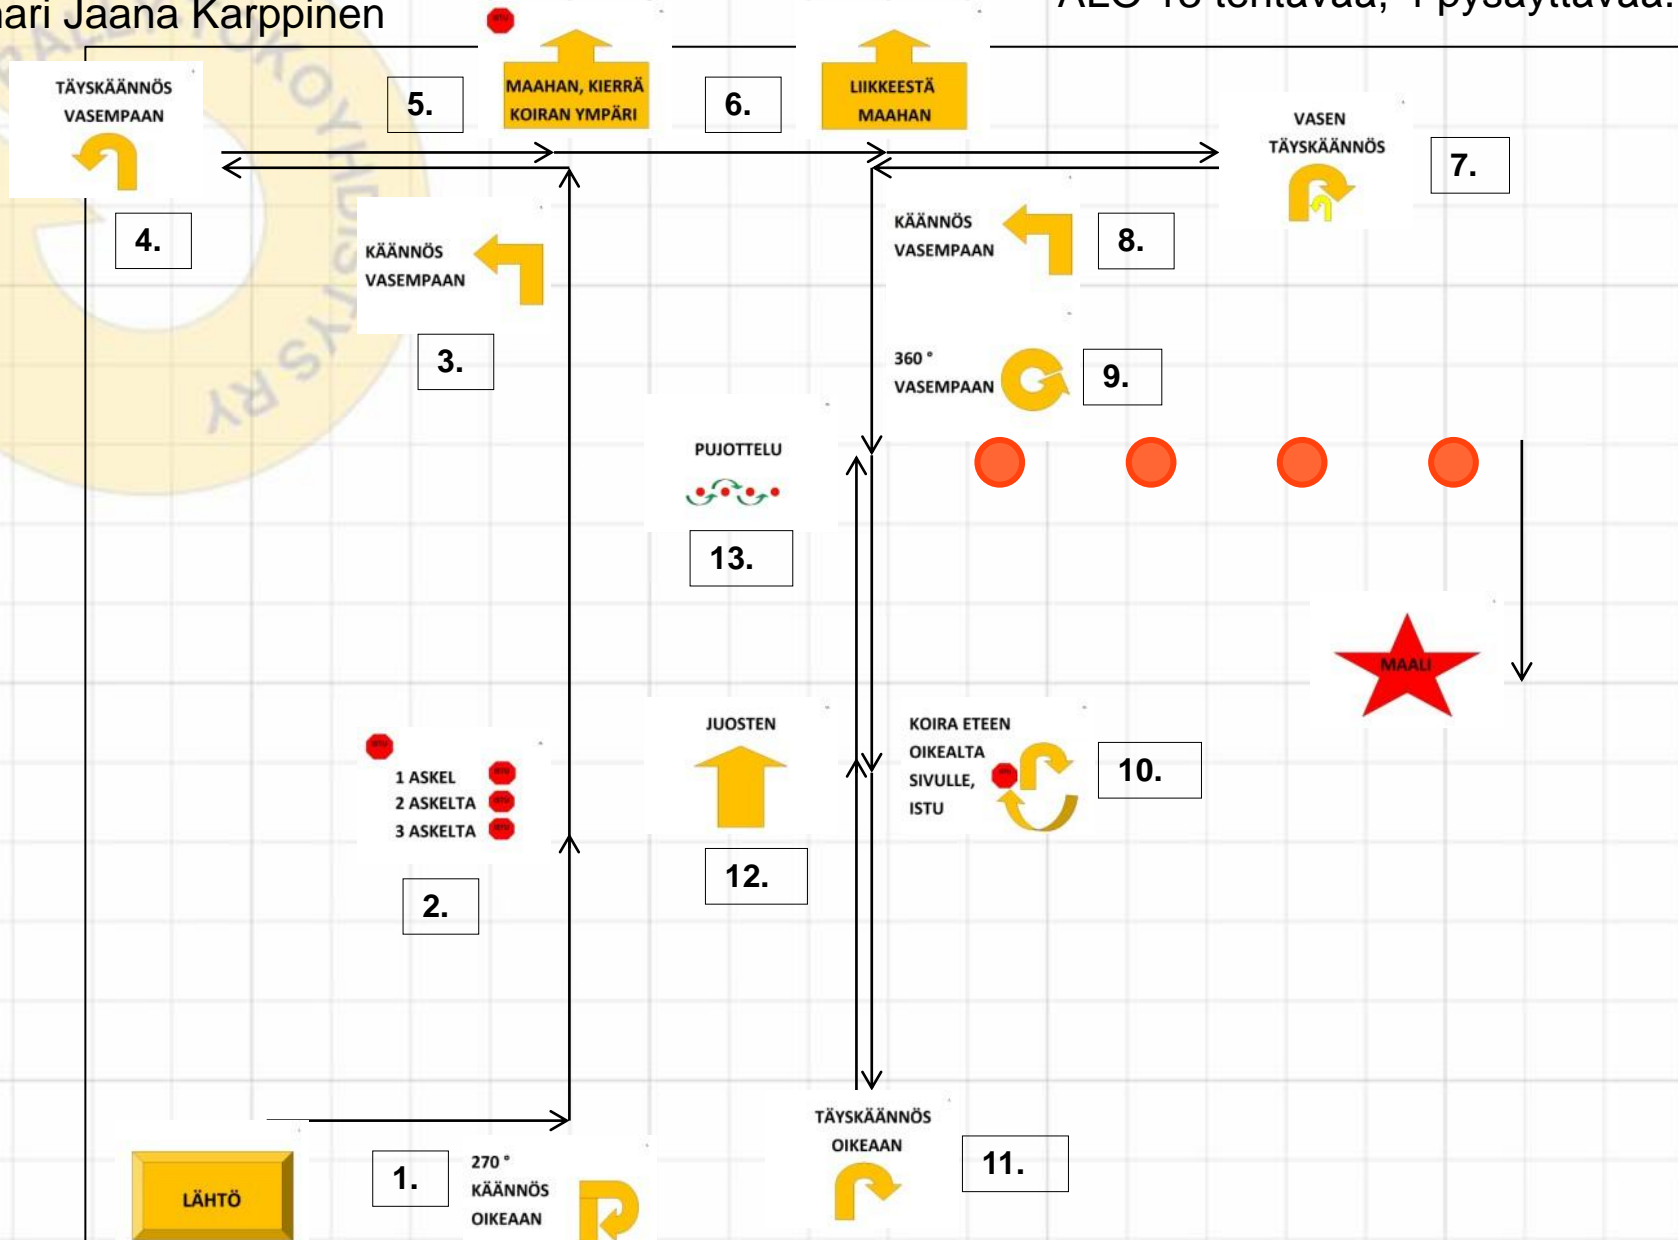 Jaana Karppinen
TÄYSKÄÄNNÖS
VASEMPAAN
4.
5.
MAAHAN, KIERRÄ
KOIRAN YMPÄRI
6.
LIIKKEESTÄ
MAAHAN
VASEN
TÄYSKÄÄNNÖS
7.
KÄÄNNÖS
VASEMPAAN
3.
KÄÄNNÖS
VASEMPAAN
8.
360 °
VASEMPAAN
9.
PUJOTTELU
13.
MAALI
1 ASKEL
2 ASKELTA
3 ASKELTA
2.
JUOSTEN
12.
KOIRA ETEEN
OIKEALTA
SIVULLE,
ISTU
10.
LÄHTÖ
1.
270 °
KÄÄNNÖS
OIKEAAN
TÄYSKÄÄNNÖS
OIKEAAN
11.
YHDISTYS RY